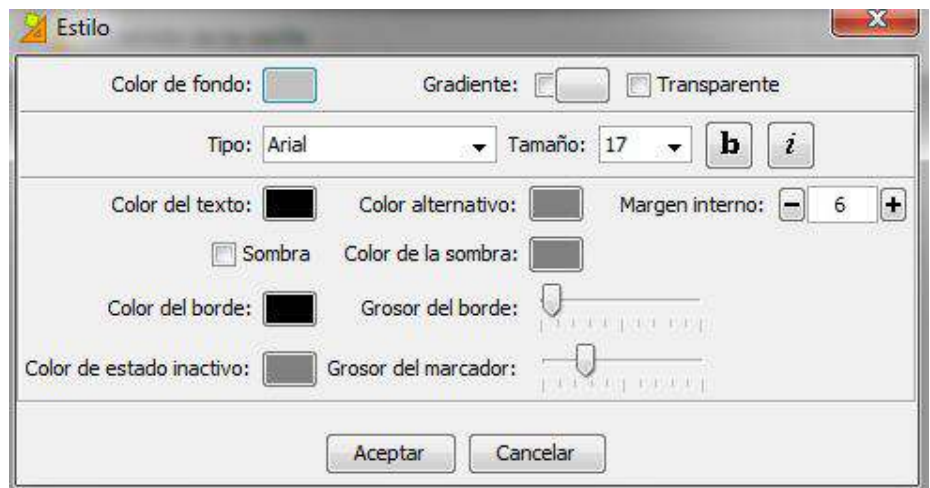 Estilo
Color de fondo: Gradiente: Transparente
Tipo: Arial Tamaño: 17 b i
Color del texto: Color alternativo: Margen interno: - 6 +
Sombra Color de la sombra:
Color del borde: Grosor del borde:
Color de estado inactivo: Grosor del marcador:
Aceptar Cancelar